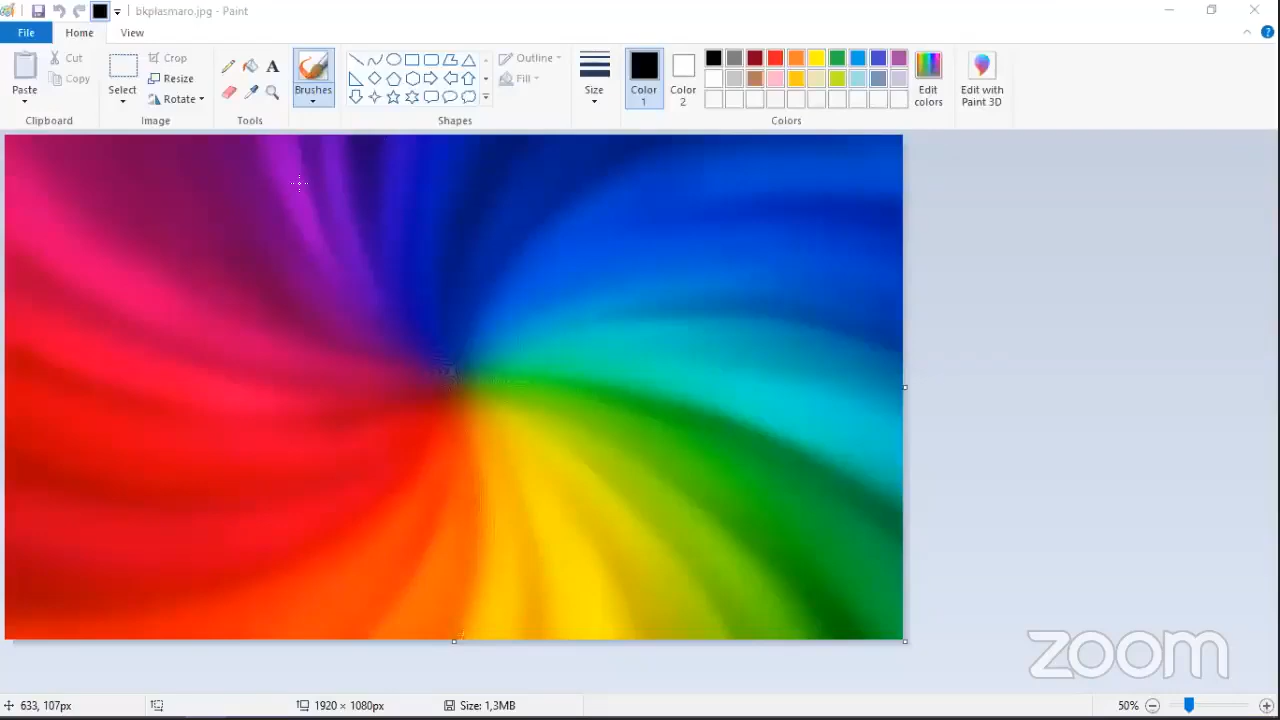 bkplasmaro.jpg - Paint
File Home View
Paste
Cut
Copy
Clipboard
Select
Crop
Resize
Rotate
Image
A
Tools
Brushes
Outline
Fill
Shapes
Size
Color 1
Color 2
Edit colors
Colors
Edit with Paint 3D
zoom
633, 107px
1920 × 1080px
Size: 1,3MB
50%